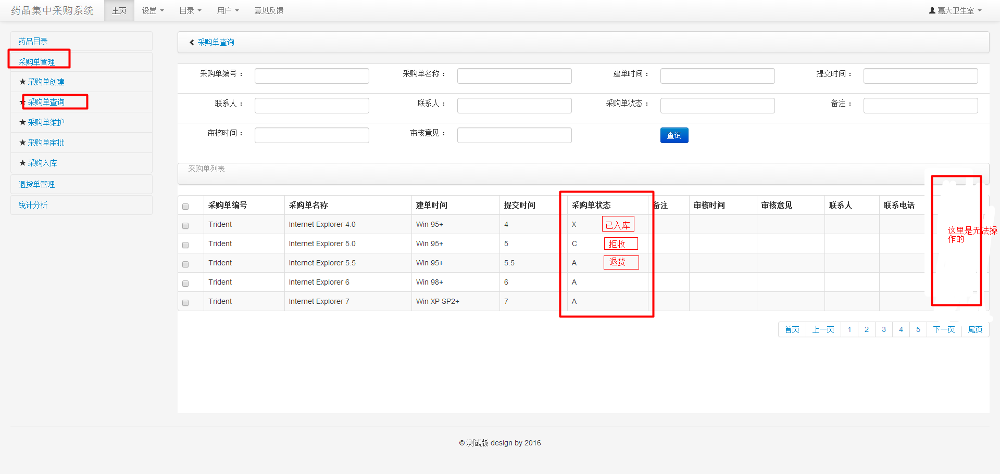 药品集中采购系统 主页 设置 目录 用户 意见反馈 嘉大卫生室
药品目录
采购单管理
★ 采购单创建
★ 采购单查询
★ 采购单维护
★ 采购单审批
★ 采购入库
退货单管理
统计分析
采购单查询
采购单编号： 采购单名称： 建单时间： 提交时间：
联系人： 联系人： 采购单状态： 备注：
审核时间： 审核意见： 查询
采购单列表
采购单编号 采购单名称 建单时间 提交时间 采购单状态 备注 审核时间 审核意见 联系人 联系电话
Trident Internet Explorer 4.0 Win 95+ 4 X 已入库
Trident Internet Explorer 5.0 Win 95+ 5 C 拒收
Trident Internet Explorer 5.5 Win 95+ 5.5 A 退货
Trident Internet Explorer 6 Win 98+ 6 A
Trident Internet Explorer 7 Win XP SP2+ 7 A
这里是无法操
作的
首页 上一页 1 2 3 4 5 下一页 尾页
© 测试版 design by 2016